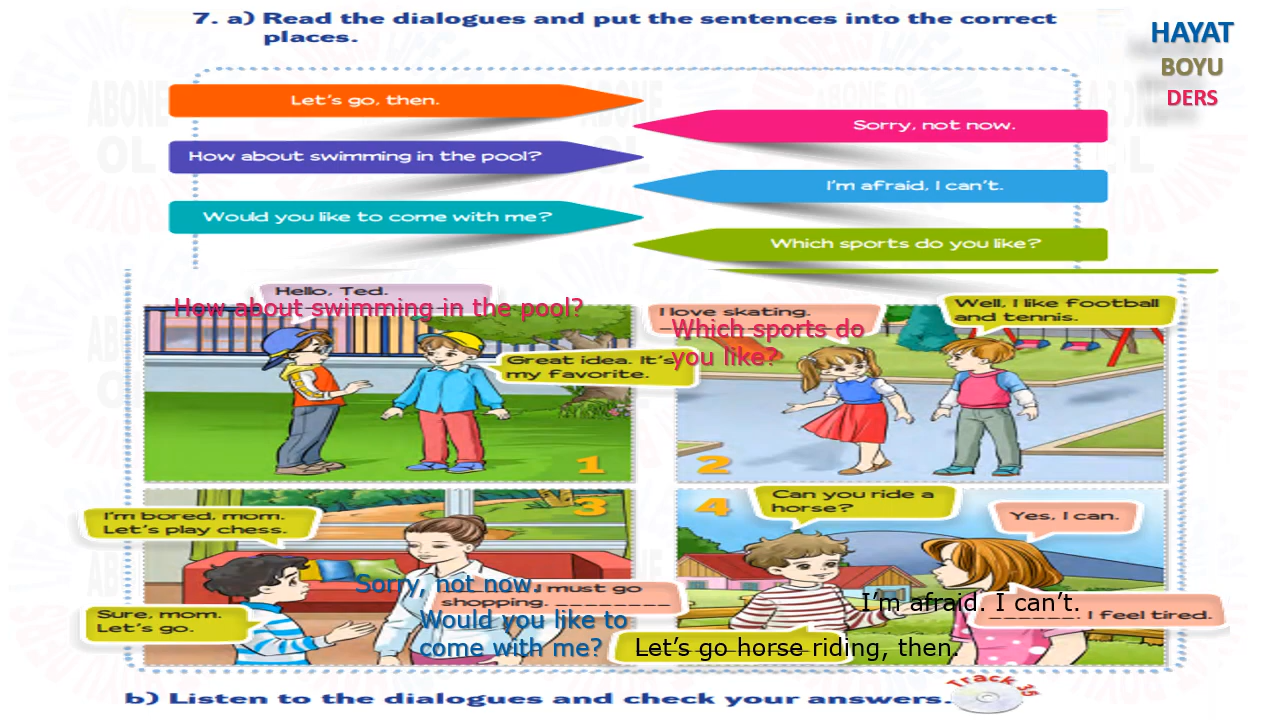 7. a) Read the dialogues and put the sentences into the correct
places.
HAYAT
BOYU
DERS
Let's go, then.
Sorry, not now.
How about swimming in the pool?
I'm afraid, I can't.
Would you like to come with me?
Which sports do you like?
Hello, Ted.
How about swimming in the pool?
Great idea. It's
my favorite.
1
I love skating.
Which sports do
you like?
Well, I like football
and tennis.
2
I'm bored, mom.
Let's play chess.
3
Sorry, not now.
I must go
shopping. _________
Would you like to
come with me?
Sure, mom.
Let's go.
4
Can you ride a
horse?
Yes, I can.
Let’s go horse riding, then.
I’m afraid. I can’t.
______. I feel tired.
b) Listen to the dialogues and check your answers.
Track 35
ABONE
OL